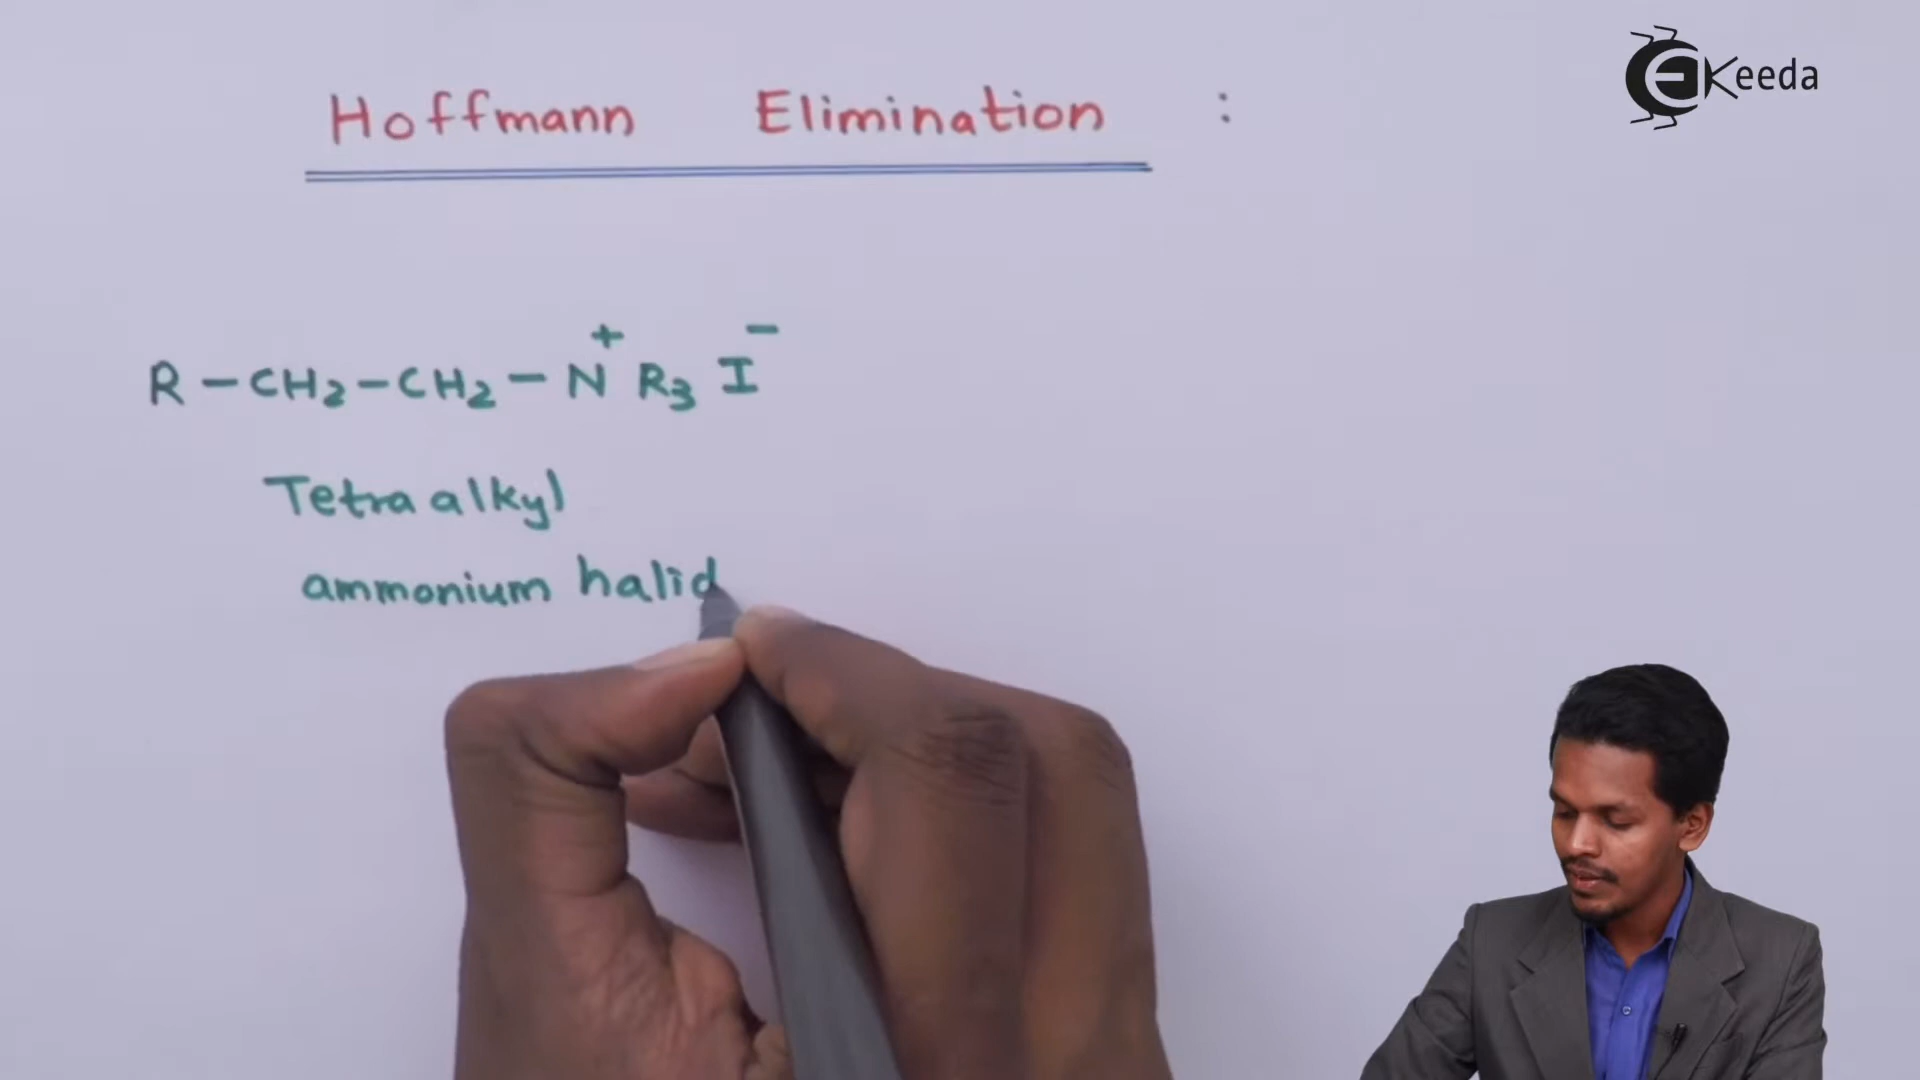 Hoffmann Elimination :
EKeeda
R - CH₂ - CH₂ - N⁺ R₃ I⁻
Tetra alkyl
ammonium halid